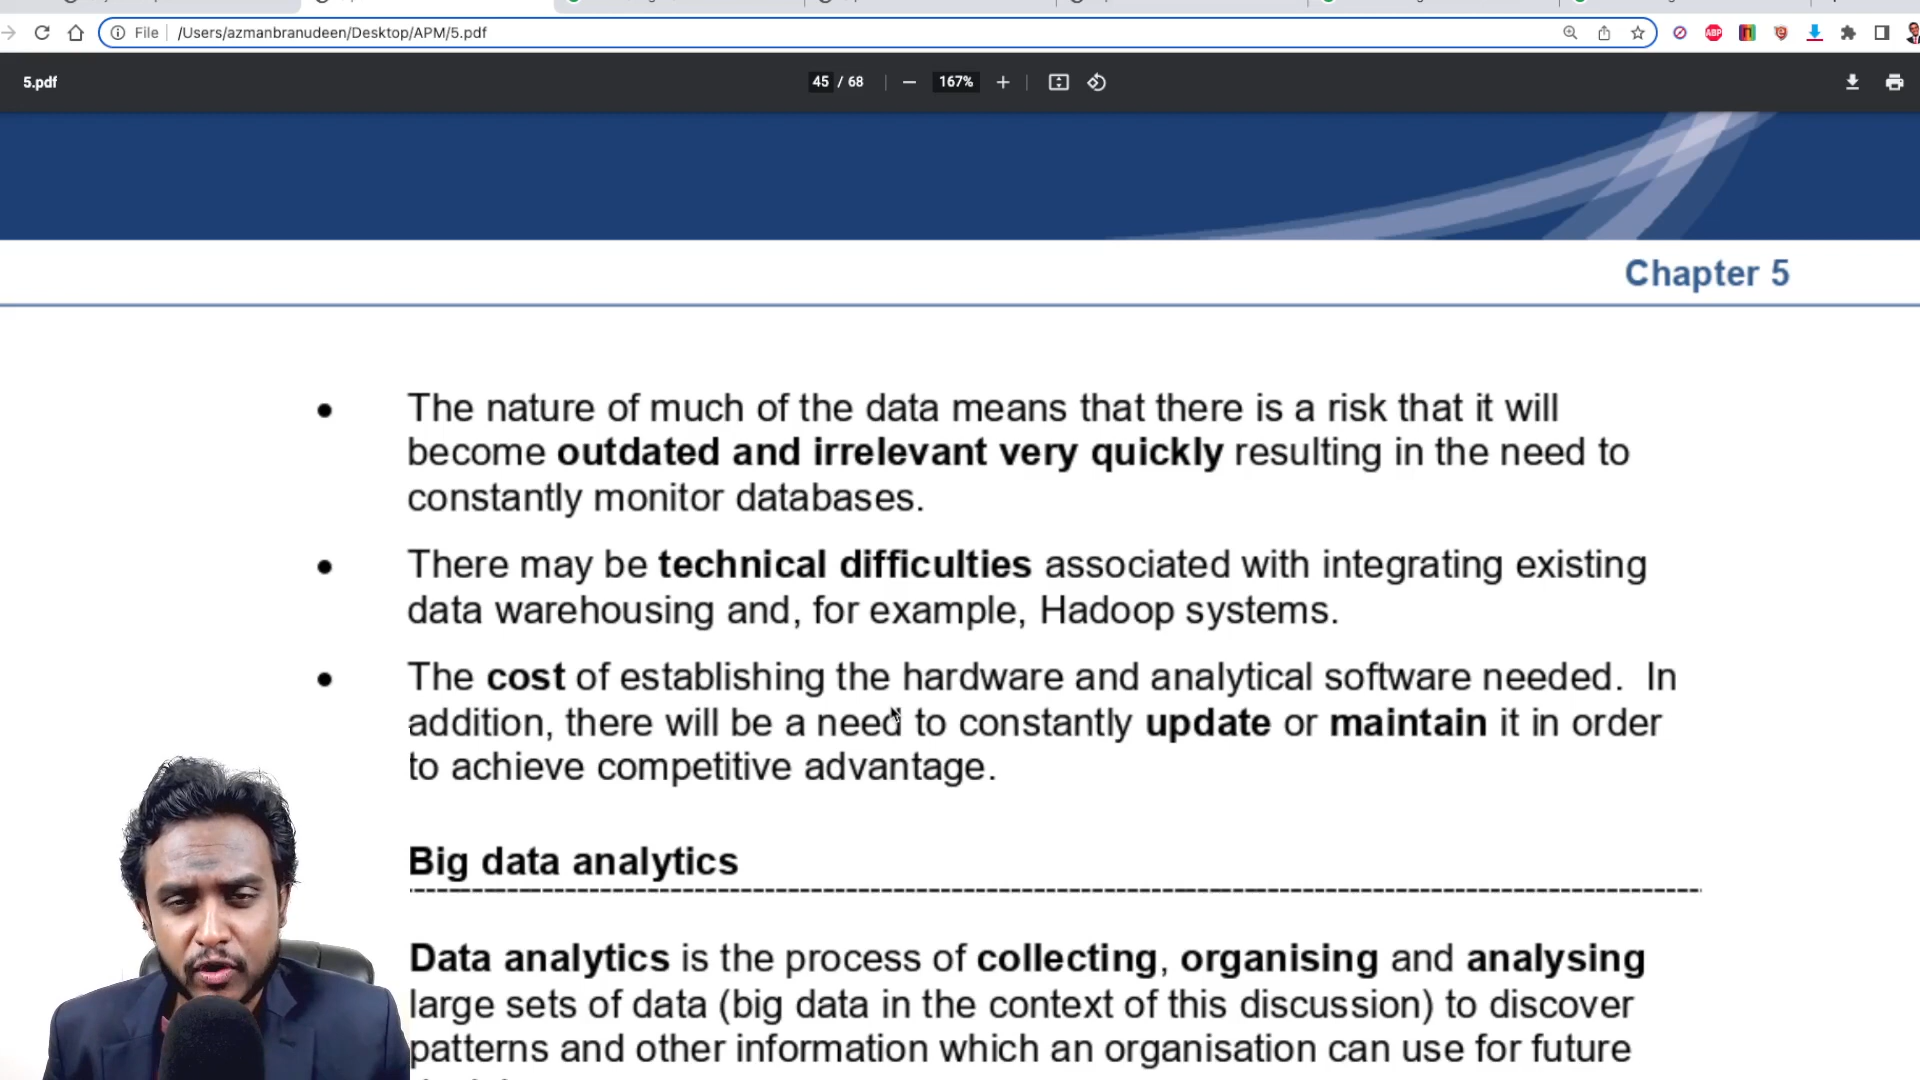 File
/Users/azmanbranudeen/Desktop/APM/5.pdf
ABP
5.pdf
45 / 68
167%
Chapter 5
• The nature of much of the data means that there is a risk that it will
become outdated and irrelevant very quickly resulting in the need to
constantly monitor databases.
• There may be technical difficulties associated with integrating existing
data warehousing and, for example, Hadoop systems.
• The cost of establishing the hardware and analytical software needed. In
addition, there will be a need to constantly update or maintain it in order
to achieve competitive advantage.
Big data analytics
Data analytics is the process of collecting, organising and analysing
large sets of data (big data in the context of this discussion) to discover
patterns and other information which an organisation can use for future